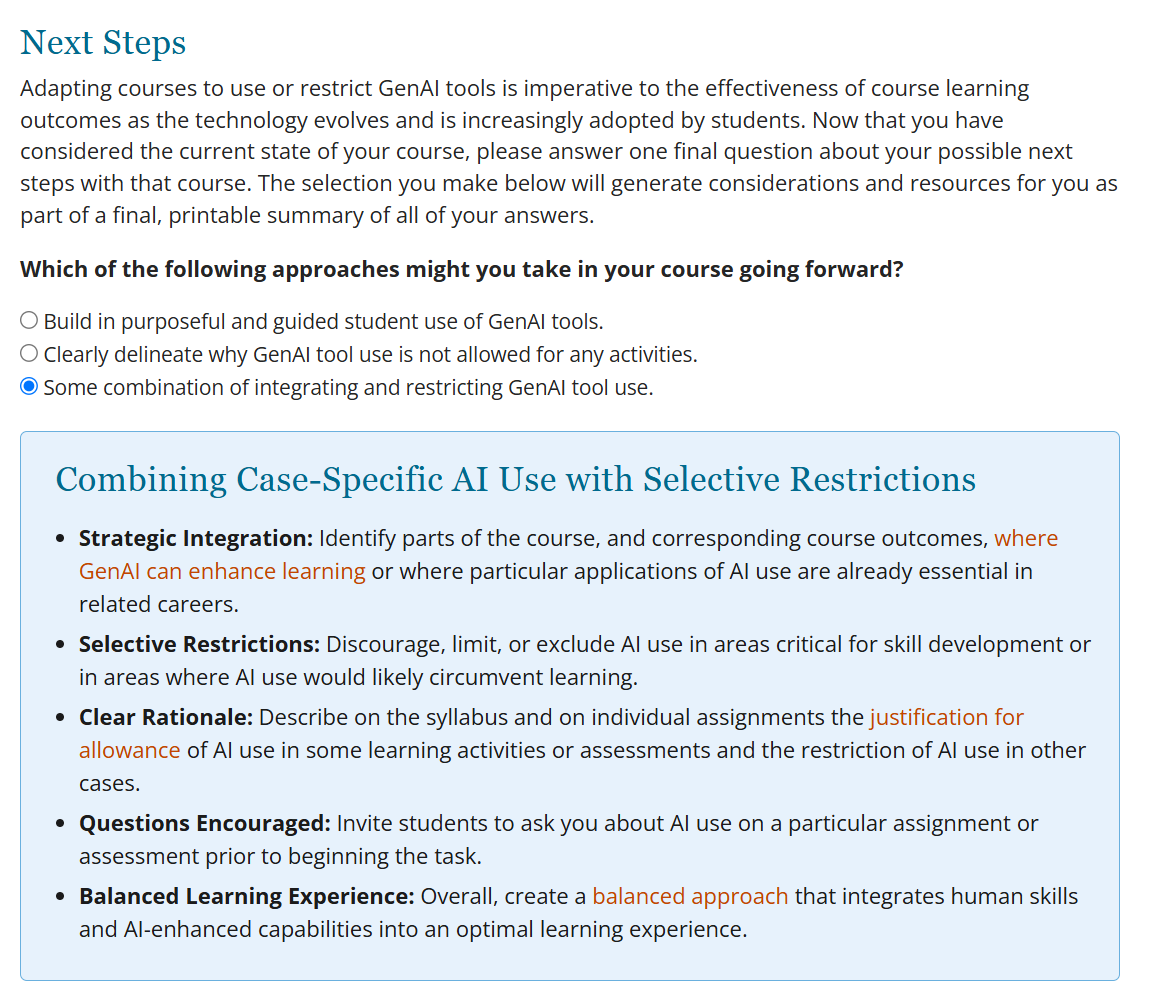 Next Steps
Adapting courses to use or restrict GenAI tools is imperative to the effectiveness of course learning
outcomes as the technology evolves and is increasingly adopted by students. Now that you have
considered the current state of your course, please answer one final question about your possible next
steps with that course. The selection you make below will generate considerations and resources for you as
part of a final, printable summary of all of your answers.
Which of the following approaches might you take in your course going forward?
Build in purposeful and guided student use of GenAI tools.
Clearly delineate why GenAI tool use is not allowed for any activities.
Some combination of integrating and restricting GenAI tool use.
Combining Case-Specific AI Use with Selective Restrictions
• Strategic Integration: Identify parts of the course, and corresponding course outcomes, where
GenAI can enhance learning or where particular applications of AI use are already essential in
related careers.
• Selective Restrictions: Discourage, limit, or exclude AI use in areas critical for skill development or
in areas where AI use would likely circumvent learning.
• Clear Rationale: Describe on the syllabus and on individual assignments the justification for
allowance of AI use in some learning activities or assessments and the restriction of AI use in other
cases.
• Questions Encouraged: Invite students to ask you about AI use on a particular assignment or
assessment prior to beginning the task.
• Balanced Learning Experience: Overall, create a balanced approach that integrates human skills
and AI-enhanced capabilities into an optimal learning experience.